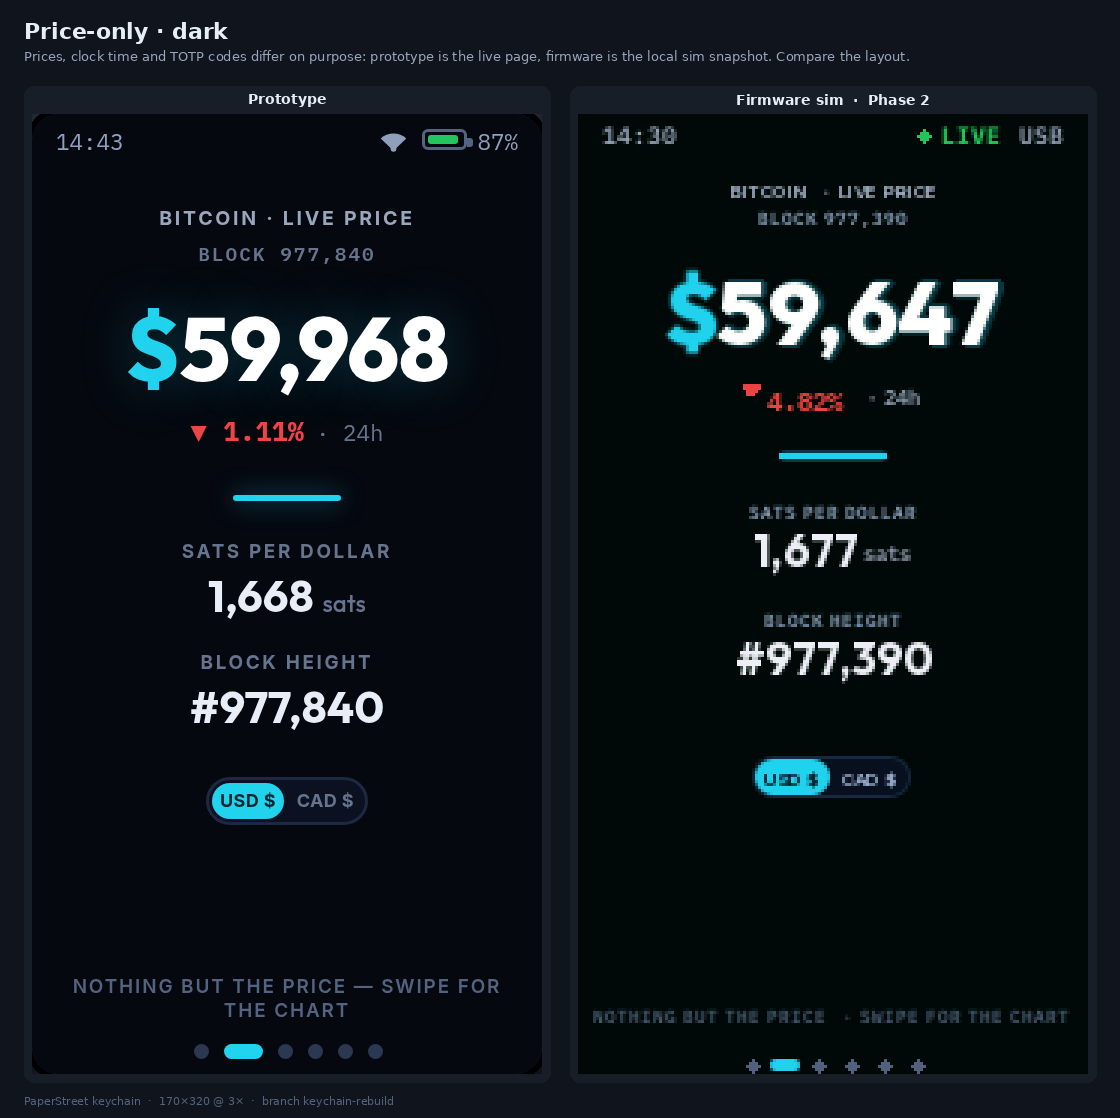 Price-only · dark
Prices, clock time and TOTP codes differ on purpose: prototype is the live page, firmware is the local sim snapshot. Compare the layout.
Prototype
14:43 87%
BITCOIN · LIVE PRICE
BLOCK 977,840
$59,968
▼ 1.11% · 24h
SATS PER DOLLAR
1,668 sats
BLOCK HEIGHT
#977,840
USD $ CAD $
NOTHING BUT THE PRICE — SWIPE FOR
THE CHART
Firmware sim · Phase 2
14:30 LIVE USB
BITCOIN · LIVE PRICE
BLOCK 977,390
$59,647
▼ 4.82% · 24h
SATS PER DOLLAR
1,677 sats
BLOCK HEIGHT
#977,390
USD $ CAD $
NOTHING BUT THE PRICE · SWIPE FOR THE CHART
PaperStreet keychain · 170×320 @ 3× · branch keychain-rebuild